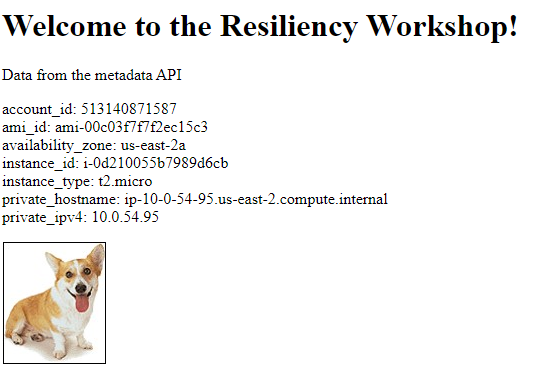 Welcome to the Resiliency Workshop!
Data from the metadata API
account_id: 513140871587
ami_id: ami-00c03f7f7f2ec15c3
availability_zone: us-east-2a
instance_id: i-0d210055b7989d6cb
instance_type: t2.micro
private_hostname: ip-10-0-54-95.us-east-2.compute.internal
private_ipv4: 10.0.54.95